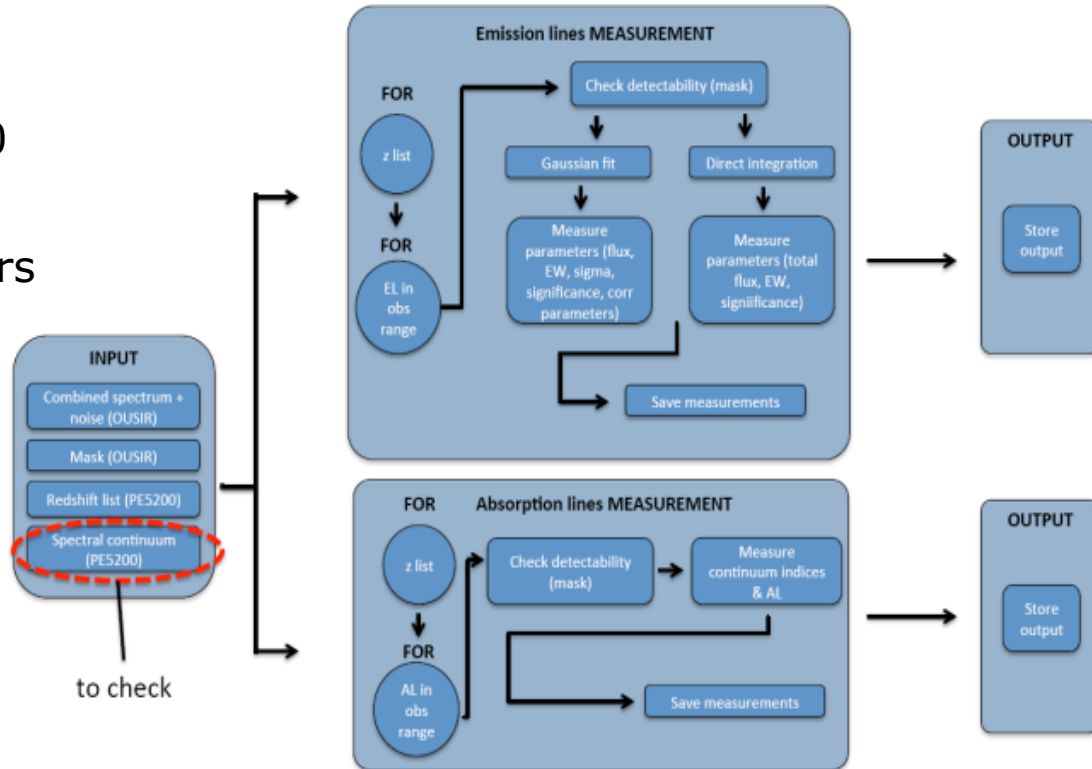 0
rs
INPUT
Combined spectrum +
noise (OUSIR)
Mask (OUSIR)
Redshift list (PE5200)
Spectral continuum
(PE5200)
to check
Emission lines MEASUREMENT
FOR
z list
FOR
EL in
obs
range
Check detectability (mask)
Gaussian fit
Direct integration
Measure
parameters (flux,
EW, sigma,
significance, corr
parameters)
Measure
parameters (total
flux, EW,
signiificance)
Save measurements
OUTPUT
Store
output
Absorption lines MEASUREMENT
FOR
z list
FOR
AL in
obs
range
Check detectability
(mask)
Measure
continuum indices
& AL
Save measurements
OUTPUT
Store
output